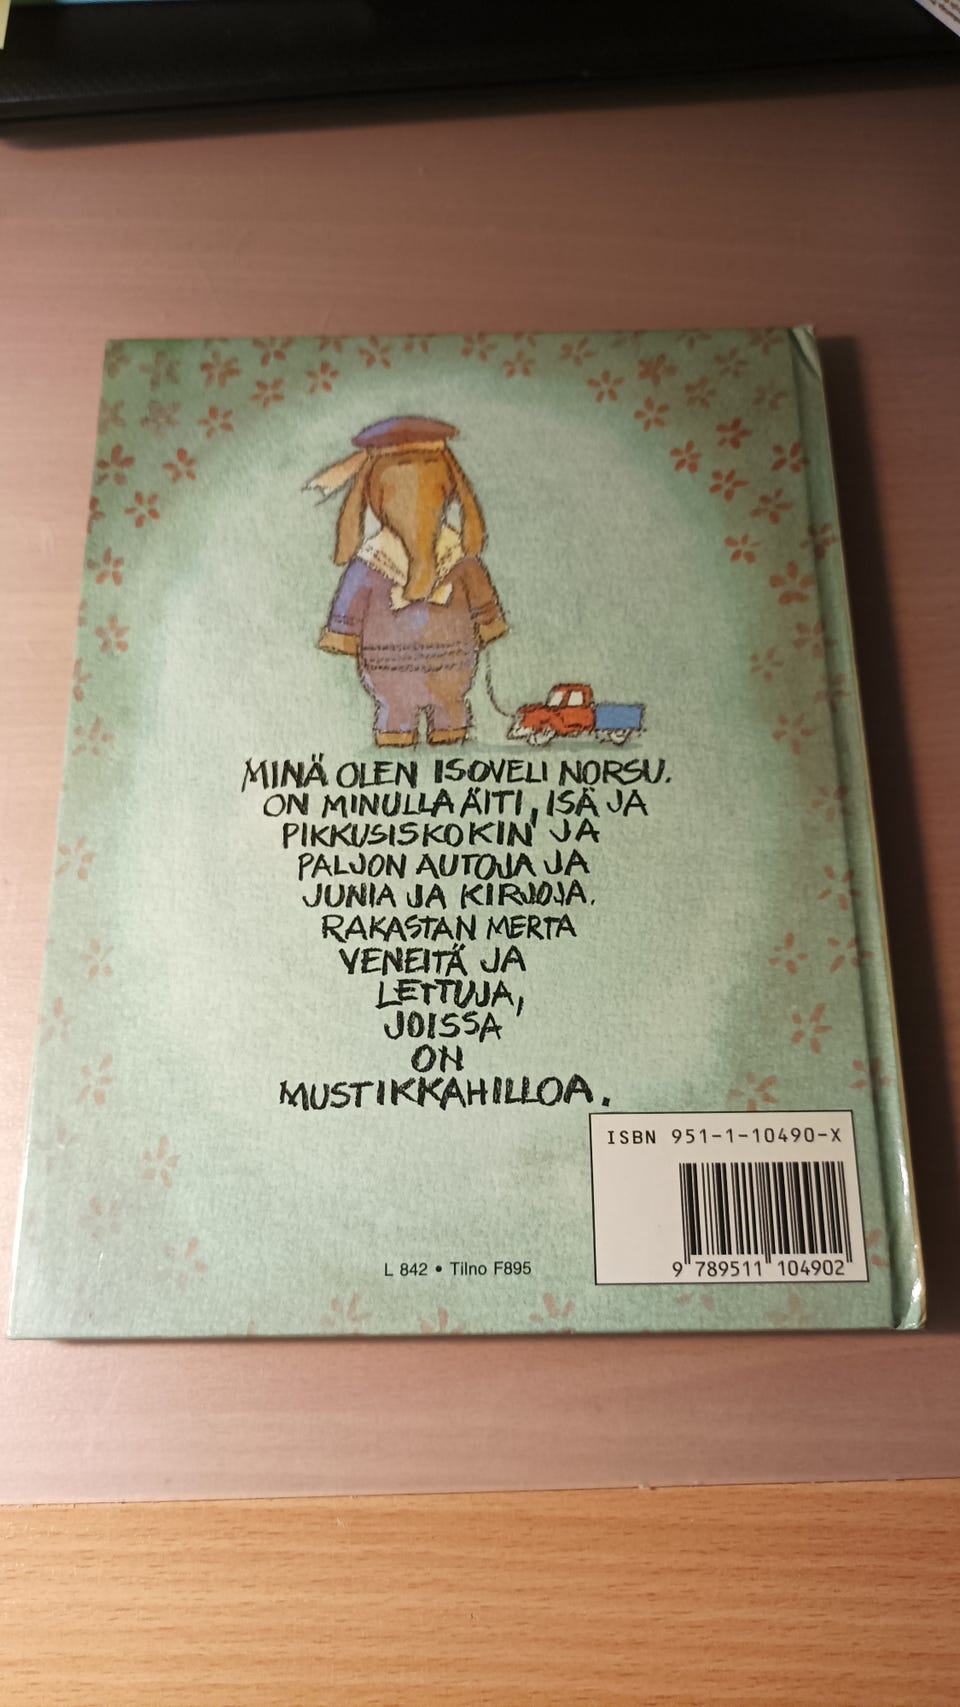 MINÄ OLEN ISOVELI NORSU.
ON MINULLA ÄITI, ISÄ JA
PIKKUSISKOKIN JA
PALJON AUTOJA JA
JUNIA JA KIRJOJA.
RAKASTAN MERTA
VENEITÄ JA
LETTUJA,
JOISSA
ON
MUSTIKKAHILLOA.
ISBN 951-1-10490-X
9 789511 104902
L 842 • Tilno F895